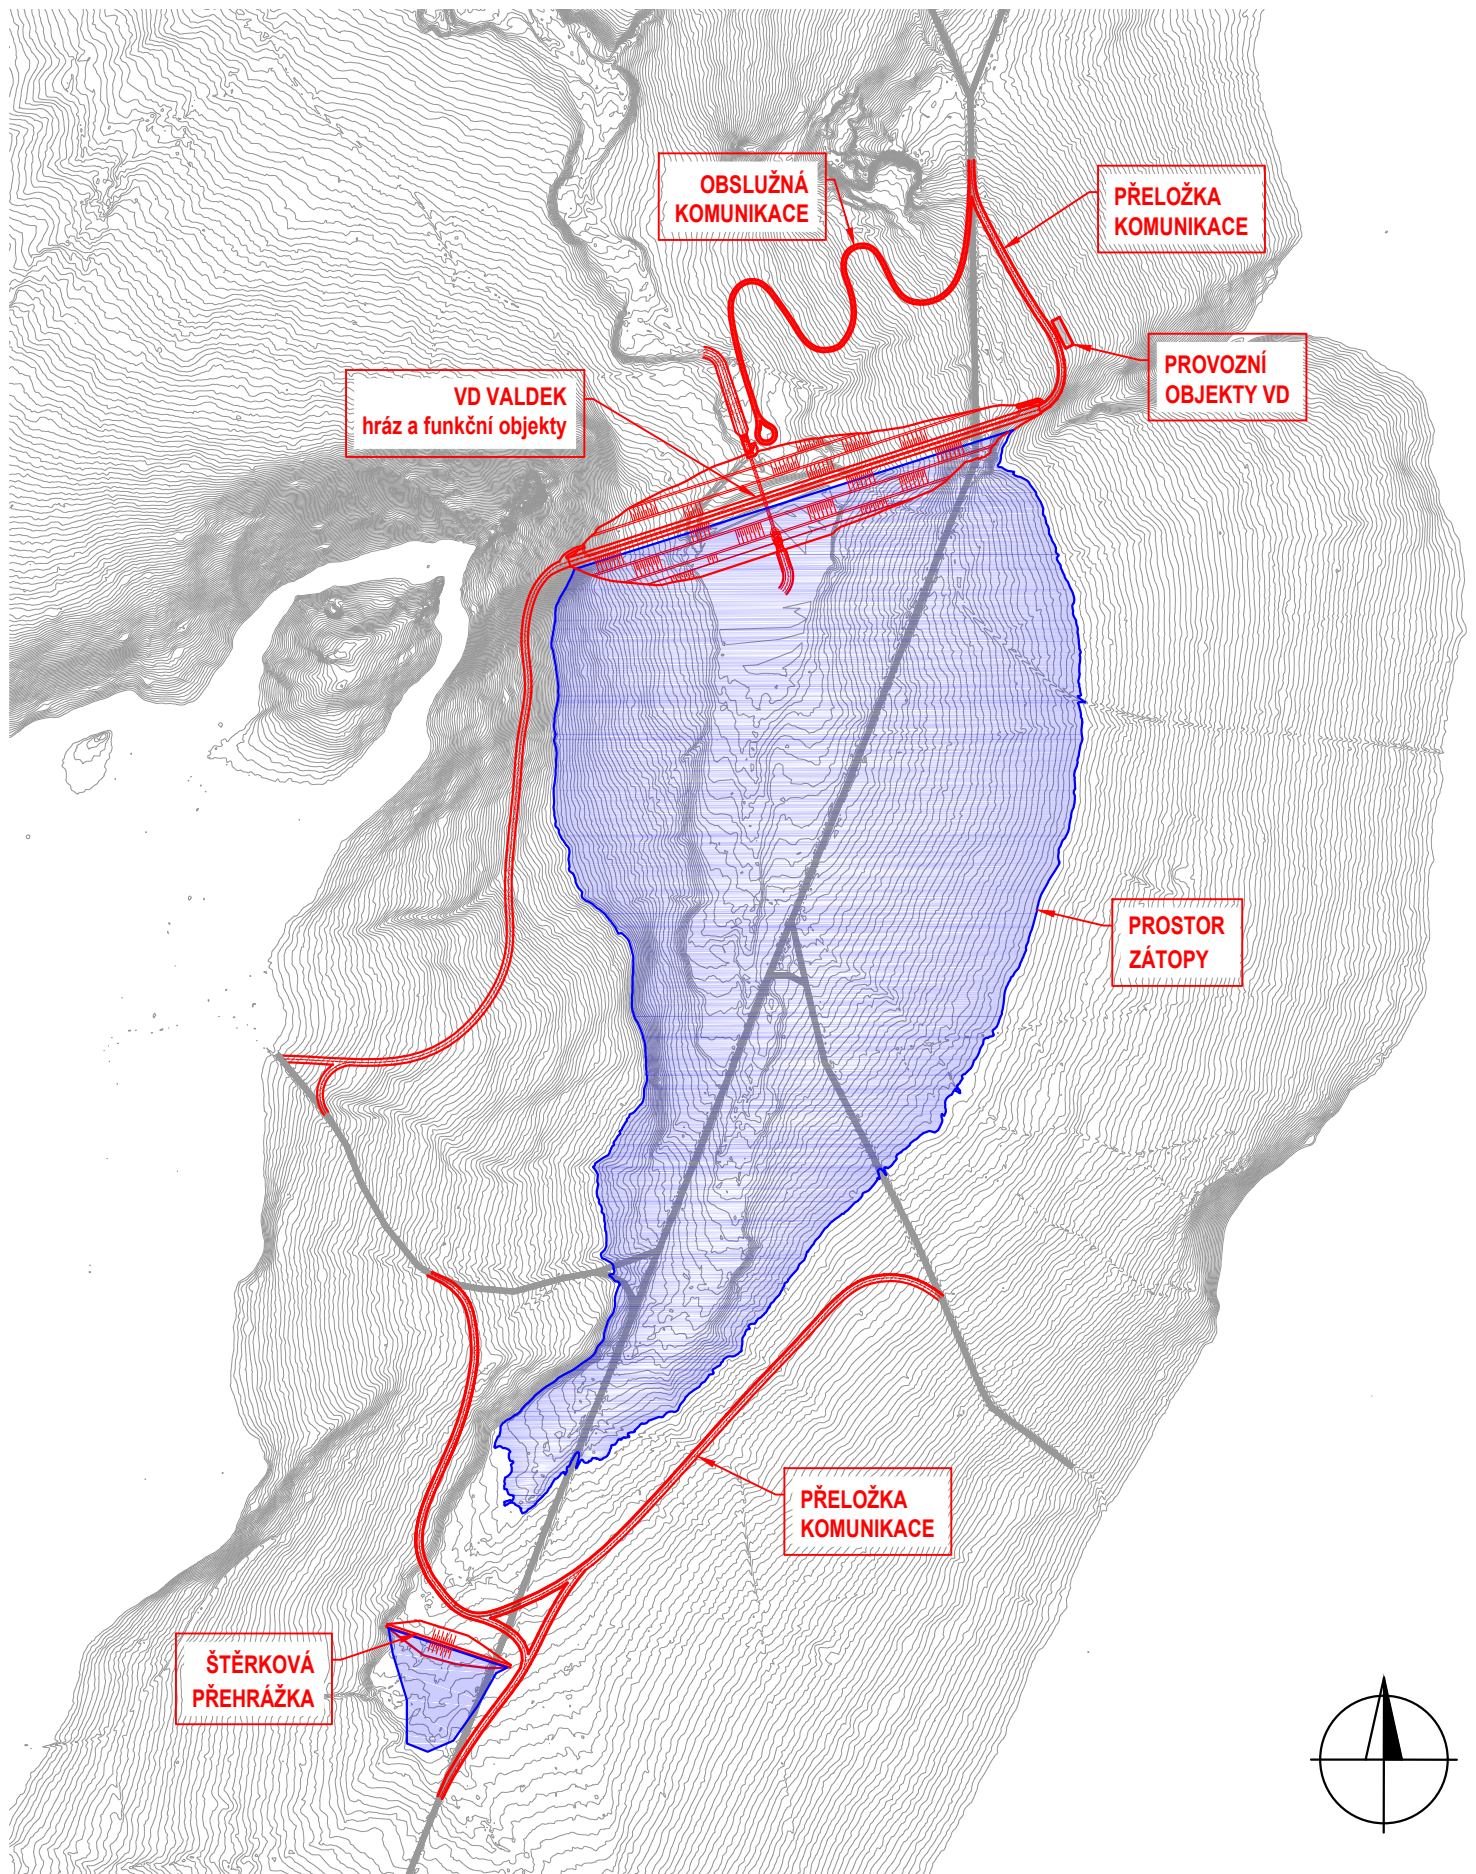 OBSLUŽNÁ
KOMUNIKACE
PŘELOŽKA
KOMUNIKACE
PROVOZNÍ
OBJEKTY VD
VD VALDEK
hráz a funkční objekty
PROSTOR
ZÁTOPY
PŘELOŽKA
KOMUNIKACE
ŠTĚRKOVÁ
PŘEHRÁŽKA